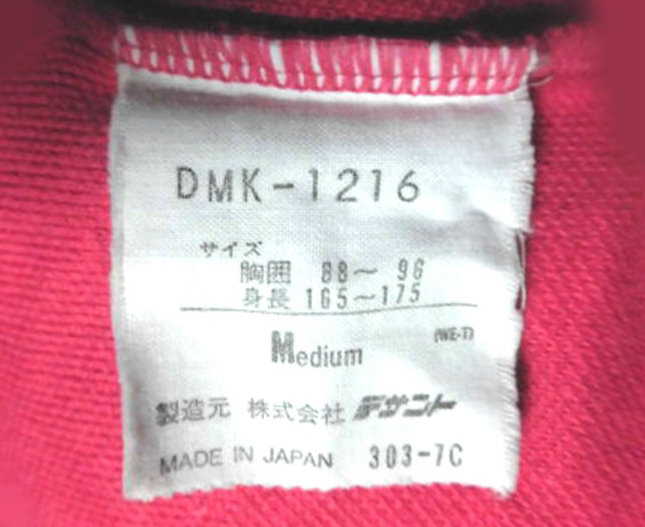 DMK-1216
サイズ
胸囲 88～96
身長 165～175
Medium (WE-T)
製造元 株式会社 デサント
MADE IN JAPAN 303-7C